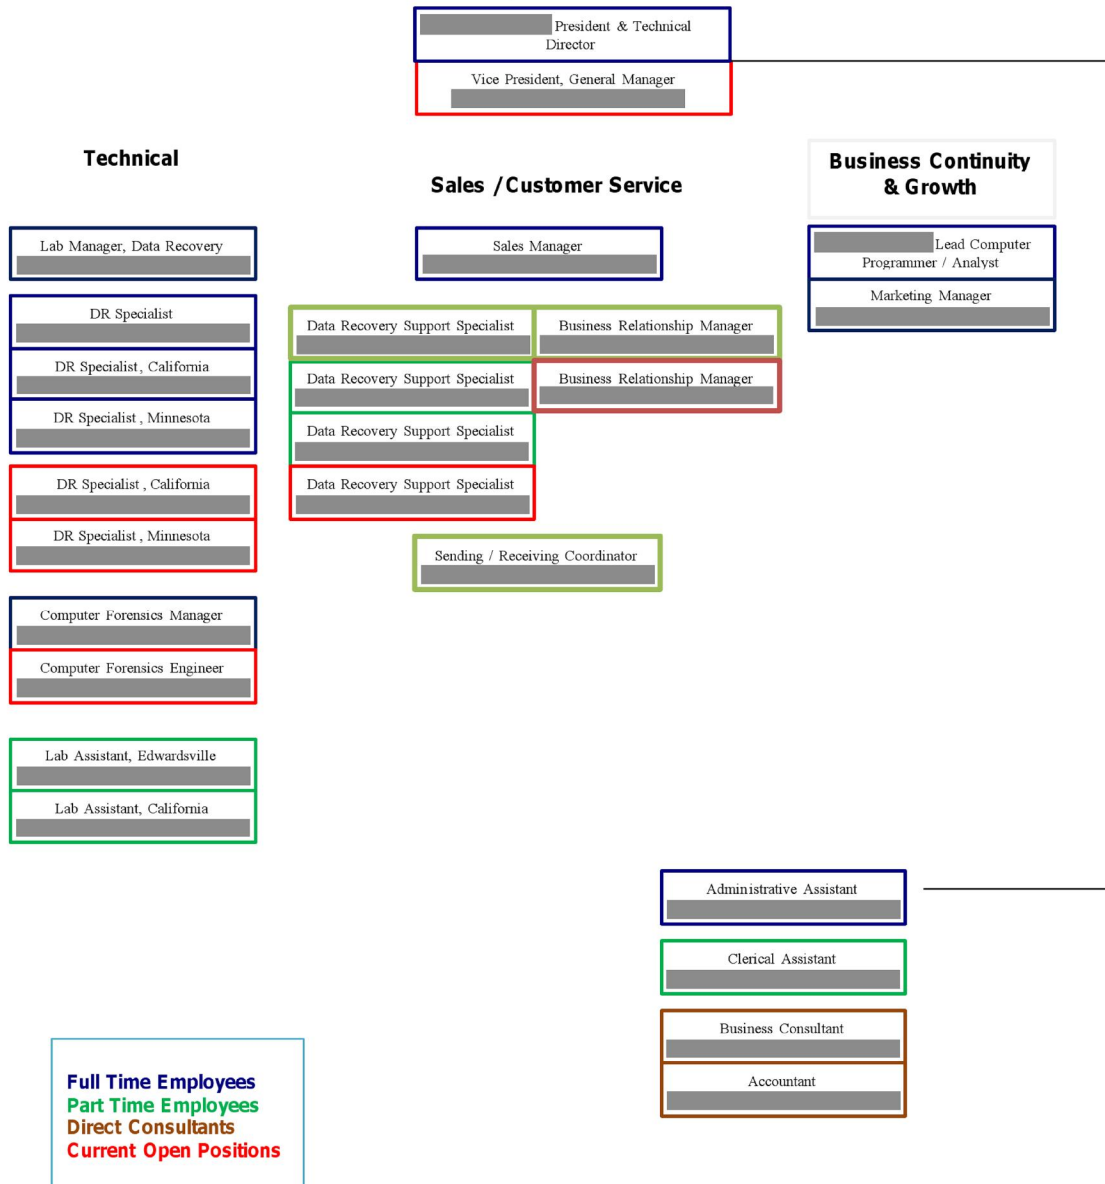 President & Technical
Director
Vice President, General Manager
Technical
Lab Manager, Data Recovery
DR Specialist
DR Specialist , California
DR Specialist , Minnesota
DR Specialist , California
DR Specialist , Minnesota
Computer Forensics Manager
Computer Forensics Engineer
Lab Assistant, Edwardsville
Lab Assistant, California
Sales /Customer Service
Sales Manager
Data Recovery Support Specialist
Business Relationship Manager
Data Recovery Support Specialist
Business Relationship Manager
Data Recovery Support Specialist
Data Recovery Support Specialist
Sending / Receiving Coordinator
Business Continuity
& Growth
Lead Computer
Programmer / Analyst
Marketing Manager
Administrative Assistant
Clerical Assistant
Business Consultant
Accountant
Full Time Employees
Part Time Employees
Direct Consultants
Current Open Positions